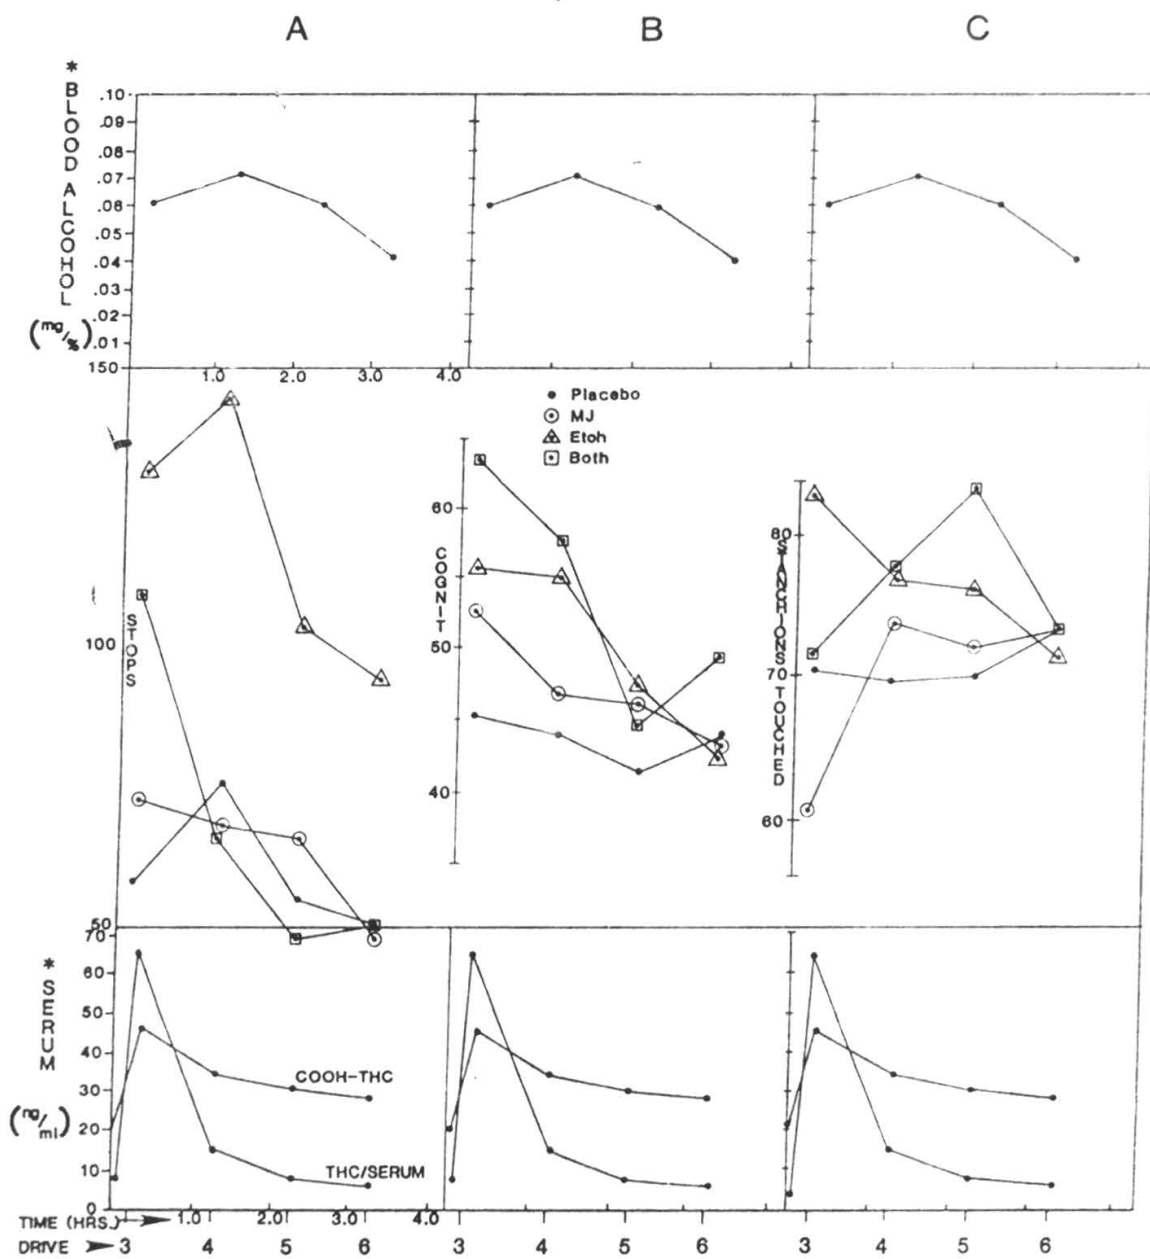 A B C
*BLOOD ALCOHOL
(mg/%)
.10
.09
.08
.07
.06
.05
.04
.03
.02
.01
150
1.0 2.0 3.0 4.0
Placebo
MJ
Etoh
Both
STOPS
100
50
COGNIT
60
50
40
STANCHIONS TOUCHED
80
70
60
*SERUM
(ng/ml)
70
60
50
40
30
20
10
0
COOH-THC
THC/SERUM
TIME (HRS.) 1.0 2.0 3.0 4.0
DRIVE 3 4 5 6 3 4 5 6 3 4 5 6